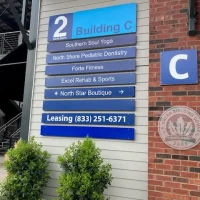 2 Building C
Southern Soul Yoga
North Shore Pediatric Dentistry
Forte Fitness
Excel Rehab & Sports
North Star Boutique →
Leasing (833) 251-6371
C